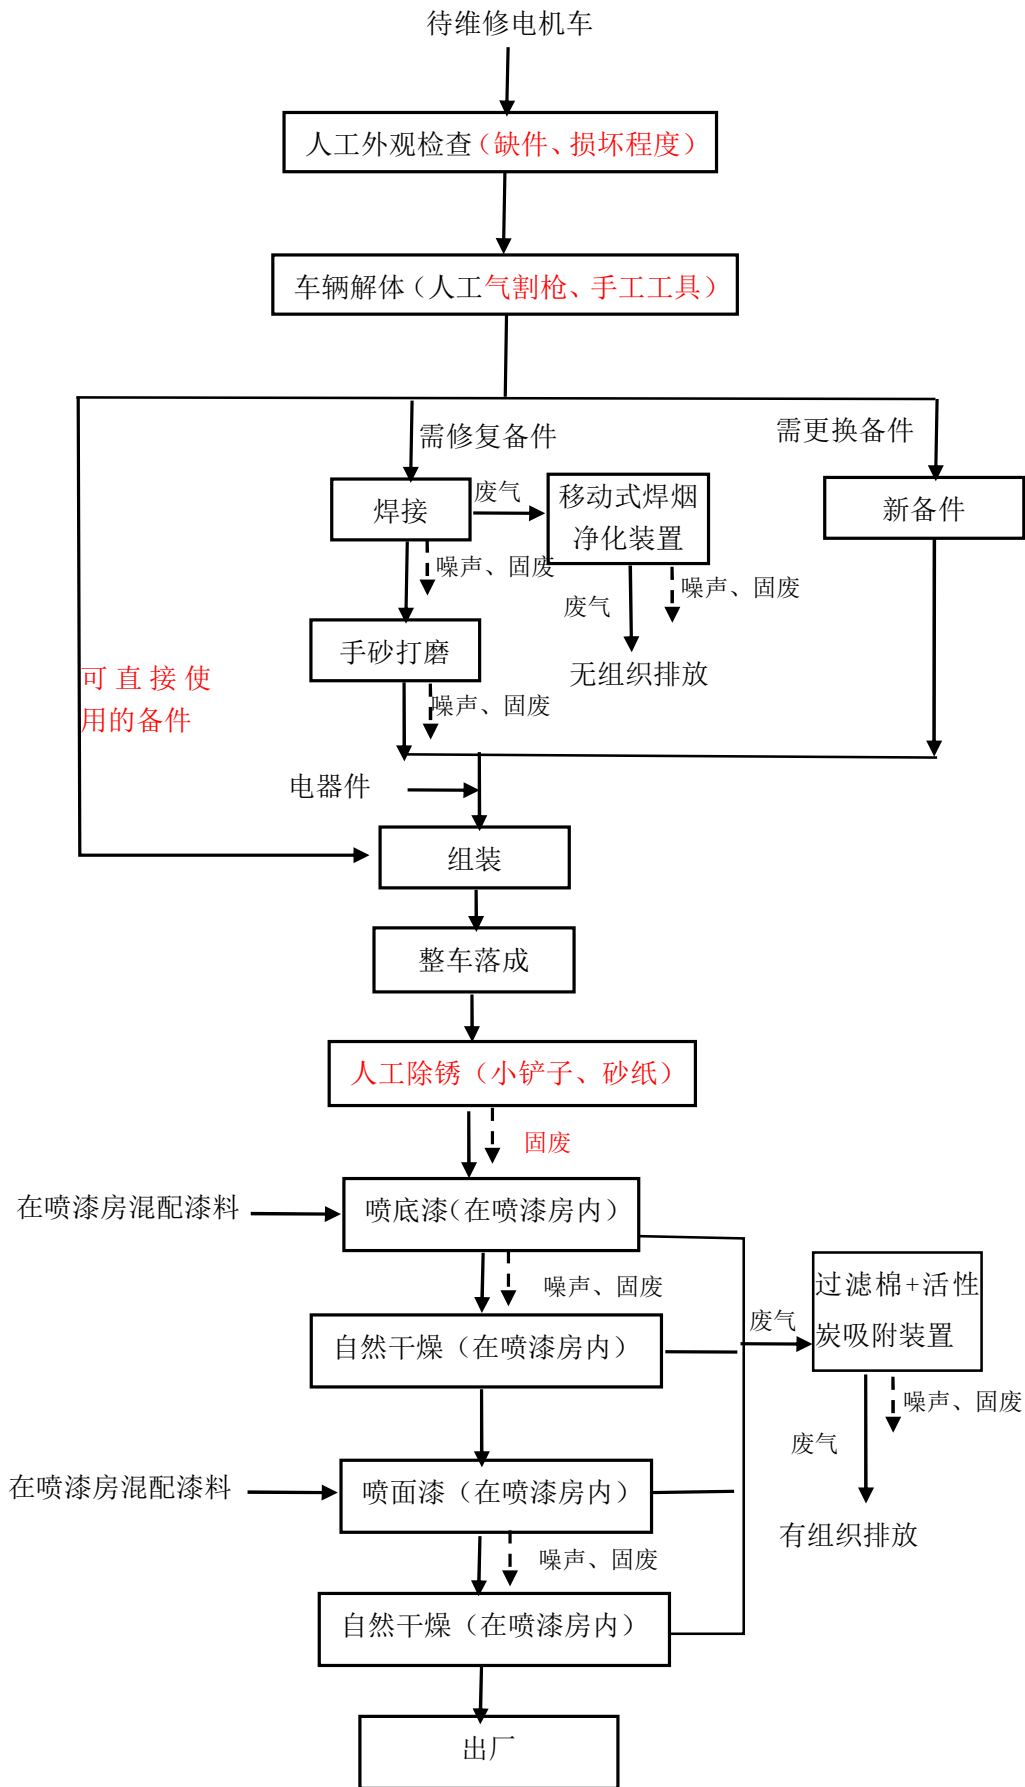 待维修电机车
人工外观检查（缺件、损坏程度）
车辆解体（人工气割枪、手工工具）
需修复备件
需更换备件
焊接
废气
移动式焊烟
净化装置
新备件
噪声、固废
废气
噪声、固废
手砂打磨
无组织排放
可直接使
用的备件
噪声、固废
电器件
组装
整车落成
人工除锈（小铲子、砂纸）
固废
在喷漆房混配漆料
喷底漆（在喷漆房内）
噪声、固废
过滤棉+活性
炭吸附装置
废气
自然干燥（在喷漆房内）
噪声、固废
废气
在喷漆房混配漆料
喷面漆（在喷漆房内）
有组织排放
噪声、固废
自然干燥（在喷漆房内）
出厂